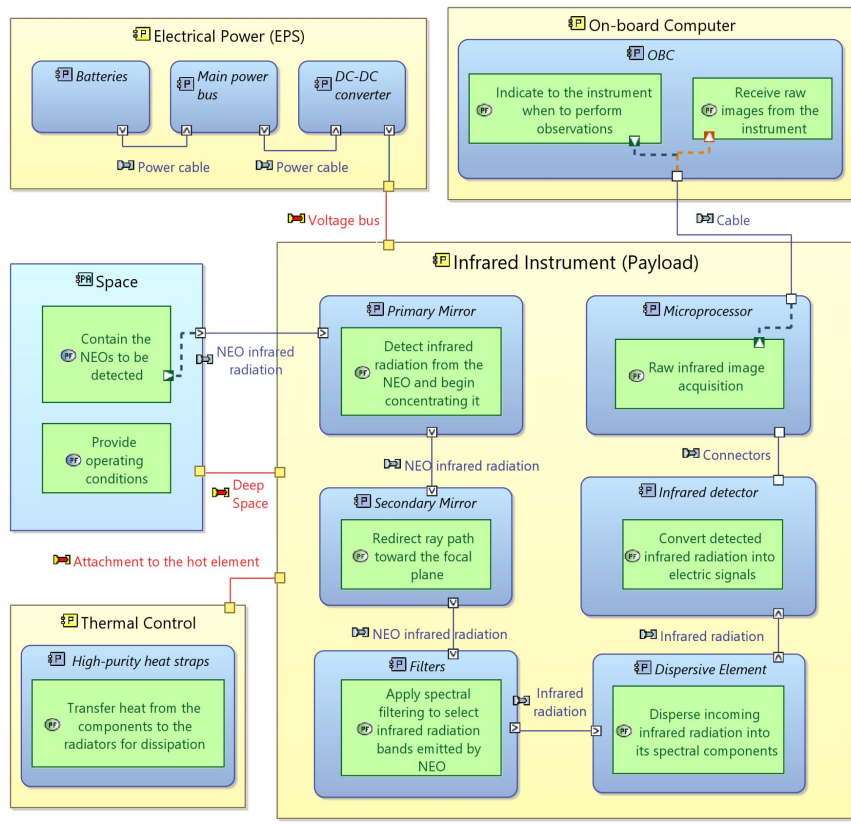 Electrical Power (EPS)
Batteries
Main power
bus
DC-DC
converter
Power cable
Power cable
Voltage bus
On-board Computer
OBC
Indicate to the instrument
when to perform
observations
Receive raw
images from the
instrument
Cable
Space
Contain the
NEOs to be
detected
Provide
operating
conditions
NEO infrared
radiation
Deep
Space
Attachment to the hot element
Infrared Instrument (Payload)
Primary Mirror
Detect infrared
radiation from the
NEO and begin
concentrating it
NEO infrared radiation
Secondary Mirror
Redirect ray path
toward the focal
plane
NEO infrared radiation
Filters
Apply spectral
filtering to select
infrared radiation
bands emitted by
NEO
Infrared
radiation
Microprocessor
Raw infrared image
acquisition
Connectors
Infrared detector
Convert detected
infrared radiation into
electric signals
Infrared radiation
Dispersive Element
Disperse incoming
infrared radiation into
its spectral components
Thermal Control
High-purity heat straps
Transfer heat from the
components to the
radiators for dissipation